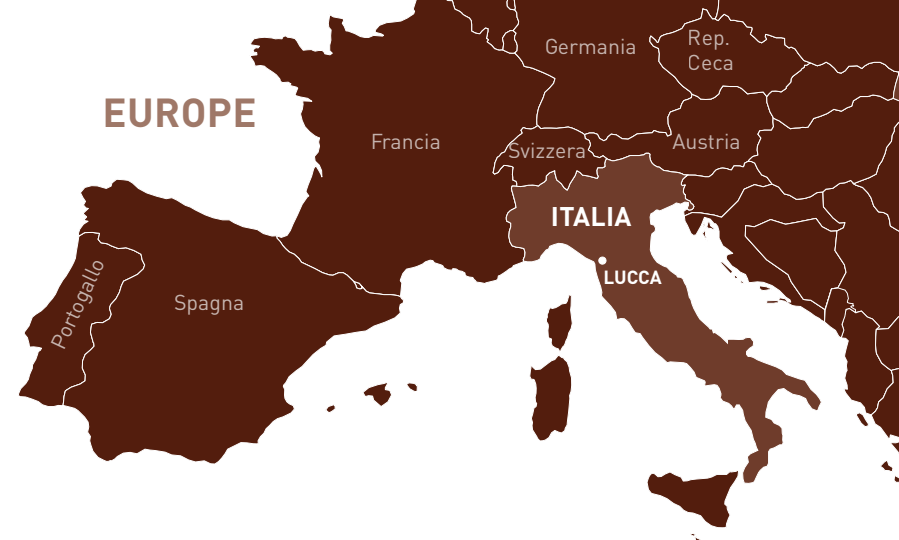 Germania
Rep.
Ceca
EUROPE
Francia
Svizzera
Austria
ITALIA
LUCCA
Portogallo
Spagna